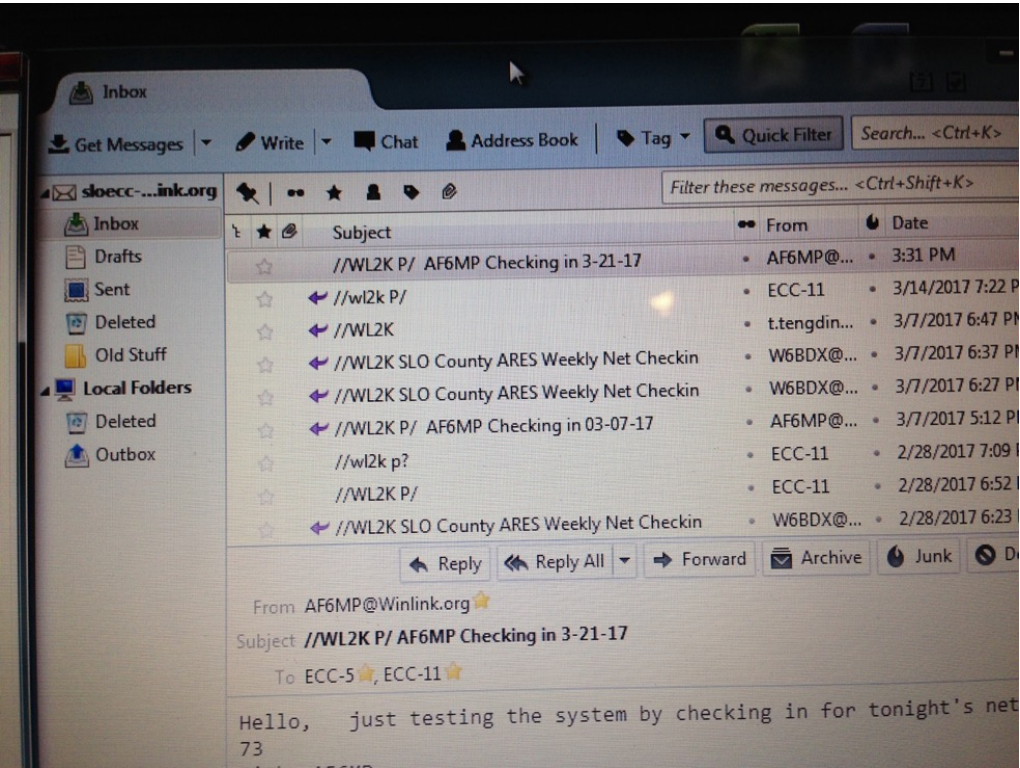 Inbox
Get Messages Write Chat Address Book Tag Quick Filter Search... <Ctrl+K>
sloecc-...ink.org
Filter these messages... <Ctrl+Shift+K>
Inbox
Drafts
Sent
Deleted
Old Stuff
Local Folders
Deleted
Outbox
Subject From Date
//WL2K P/ AF6MP Checking in 3-21-17 AF6MP@... 3:31 PM
//wl2k P/ ECC-11 3/14/2017 7:22 P
//WL2K t.tengdin... 3/7/2017 6:47 PM
//WL2K SLO County ARES Weekly Net Checkin W6BDX@... 3/7/2017 6:37 PM
//WL2K SLO County ARES Weekly Net Checkin W6BDX@... 3/7/2017 6:27 PM
//WL2K P/ AF6MP Checking in 03-07-17 AF6MP@... 3/7/2017 5:12 PM
//wl2k p? ECC-11 2/28/2017 7:09
//WL2K P/ ECC-11 2/28/2017 6:52
//WL2K SLO County ARES Weekly Net Checkin W6BDX@... 2/28/2017 6:23
Reply Reply All Forward Archive Junk
From AF6MP@Winlink.org
Subject //WL2K P/ AF6MP Checking in 3-21-17
To ECC-5, ECC-11
Hello, just testing the system by checking in for tonight's net
73